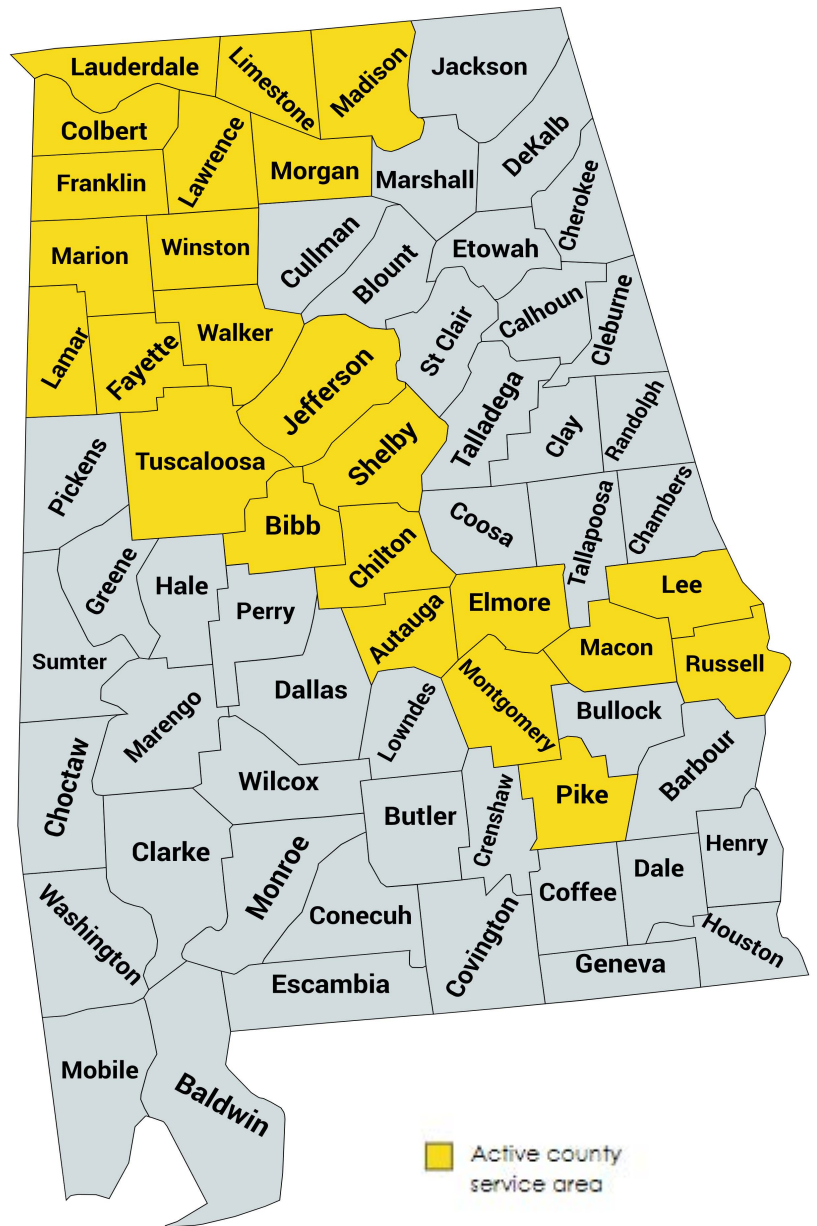 Lauderdale
Limestone
Madison
Jackson
Colbert
Lawrence
Morgan
Marshall
DeKalb
Franklin
Cherokee
Marion
Winston
Cullman
Blount
Etowah
Lamar
Fayette
Walker
Jefferson
St Clair
Calhoun
Cleburne
Pickens
Tuscaloosa
Shelby
Talladega
Clay
Randolph
Bibb
Chilton
Coosa
Tallapoosa
Chambers
Greene
Hale
Perry
Autauga
Elmore
Lee
Sumter
Marengo
Dallas
Lowndes
Montgomery
Macon
Russell
Bullock
Choctaw
Wilcox
Butler
Crenshaw
Pike
Barbour
Clarke
Monroe
Conecuh
Covington
Coffee
Dale
Henry
Washington
Escambia
Geneva
Houston
Mobile
Baldwin
Active county
service area